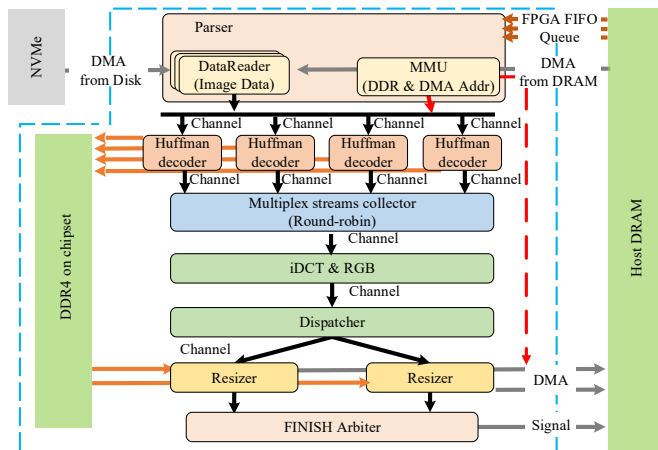 Parser
FPGA FIFO
Queue
NVMe
DMA
from Disk
DataReader
(Image Data)
MMU
(DDR & DMA Addr)
DMA
from DRAM
Channel
Channel
Channel
Channel
Huffman
decoder
Huffman
decoder
Huffman
decoder
Huffman
decoder
Channel
Channel
Channel
Channel
Multiplex streams collector
(Round-robin)
Channel
iDCT & RGB
Channel
Dispatcher
Channel
Resizer
Resizer
DMA
FINISH Arbiter
Signal
DDR4 on chipset
Host DRAM